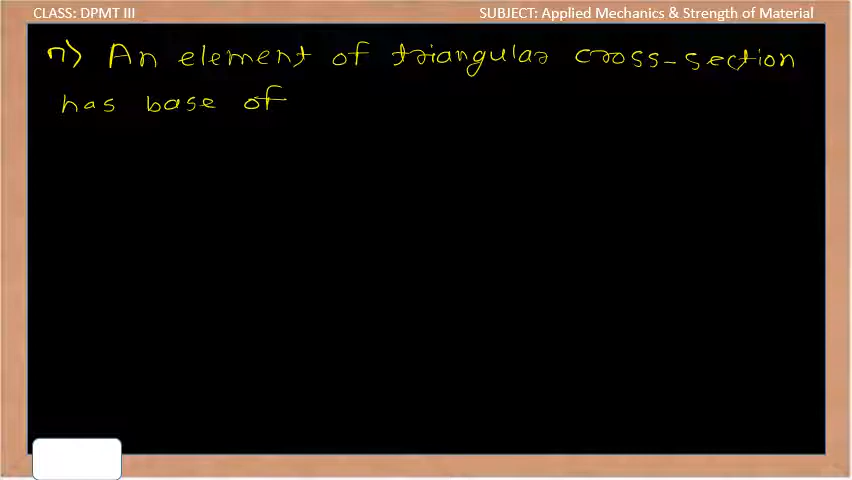 CLASS: DPMT III
SUBJECT: Applied Mechanics & Strength of Material
7) An element of triangular cross-section
has base of